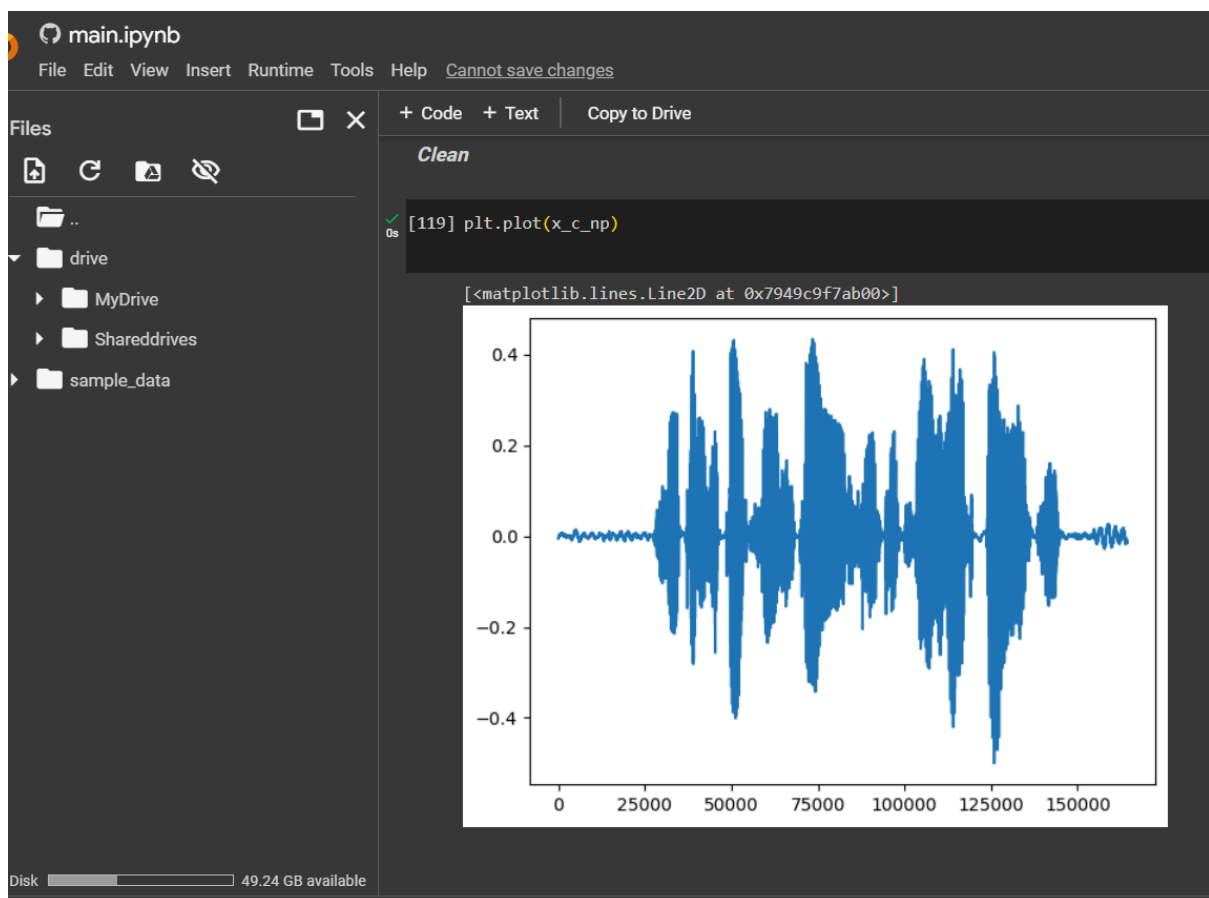 main.ipynb
File Edit View Insert Runtime Tools Help Cannot save changes
Files
+ Code + Text Copy to Drive
Clean
..
drive
MyDrive
Shareddrives
sample_data
[119] plt.plot(x_c_np)
0s
[<matplotlib.lines.Line2D at 0x7949c9f7ab00>]
0.4
0.2
0.0
−0.2
−0.4
0 25000 50000 75000 100000 125000 150000
Disk 49.24 GB available